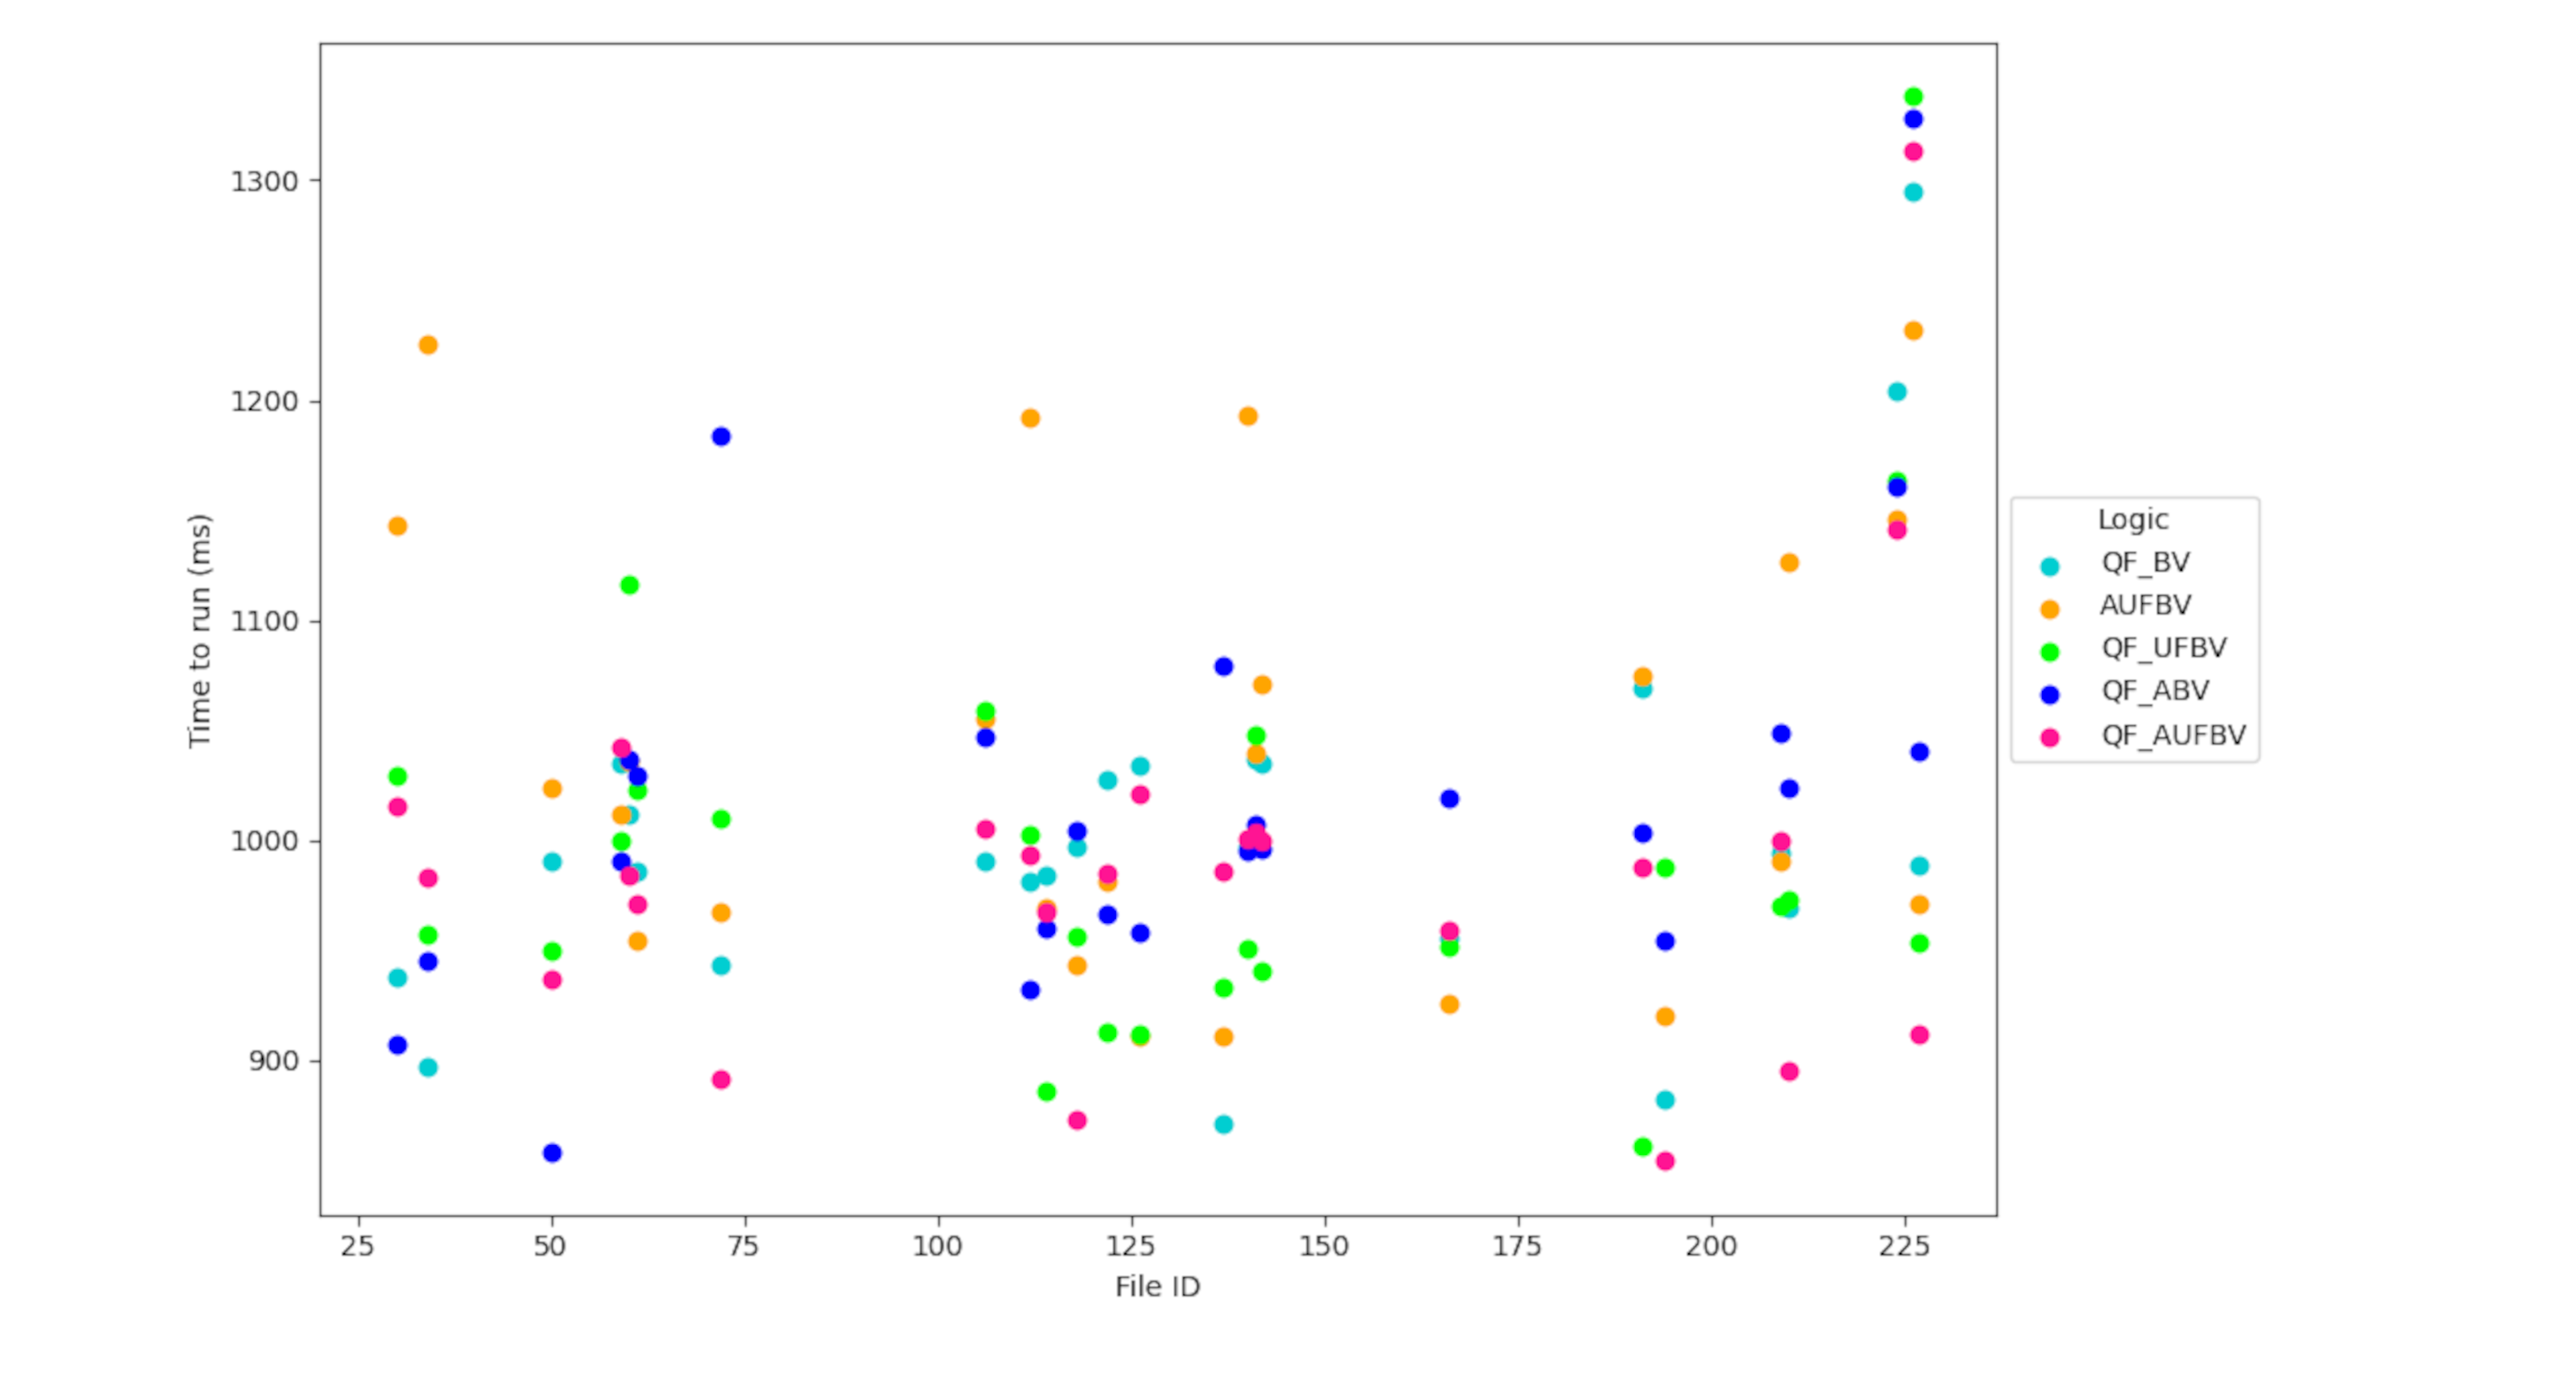 1300
1200
1100
1000
900
Time to run (ms)
25 50 75 100 125 150 175 200 225
File ID
Logic
QF_BV
AUFBV
QF_UFBV
QF_ABV
QF_AUFBV